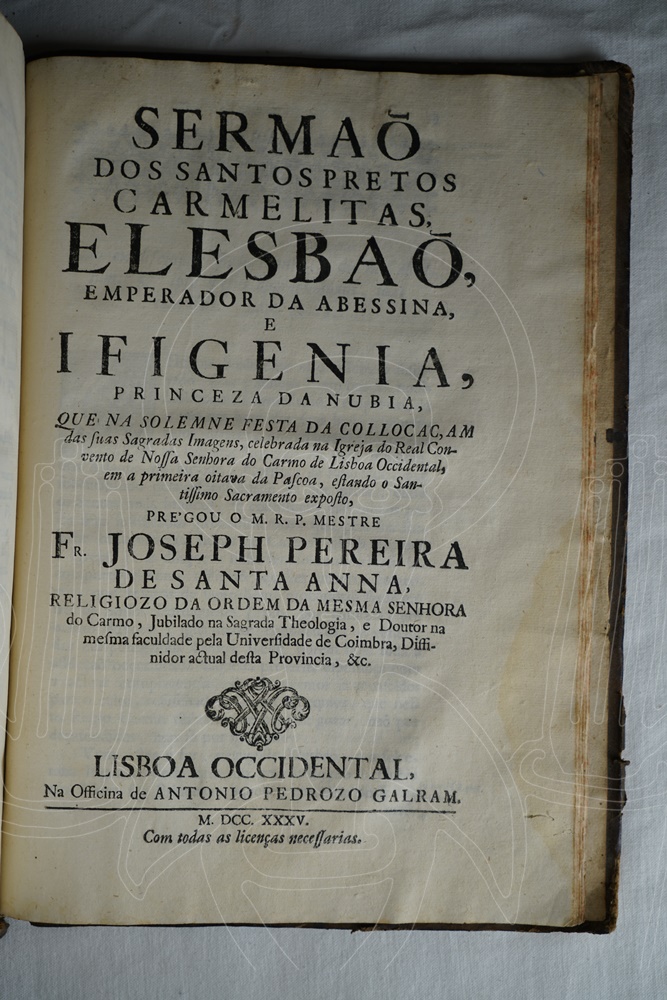 SERMAÕ
DOS SANTOS PRETOS
CARMELITAS,
ELESBAÕ,
EMPERADOR DA ABESSINA,
E
IFIGENIA,
PRINCEZA DA NUBIA,
QUE NA SOLEMNE FESTA DA COLLOCAC,AM
das ſuas Sagradas Imagens, celebrada na Igreja do Real Con-
vento de Noſſa Senhora do Carmo de Lisboa Occidental,
em a primeira oitava da Paſcoa, eſtando o San-
tiſſimo Sacramento expoſto,
PRE'GOU O M. R. P. MESTRE
FR. JOSEPH PEREIRA
DE SANTA ANNA,
RELIGIOZO DA ORDEM DA MESMA SENHORA
do Carmo, Jubilado na Sagrada Theologia, e Doutor na
meſma faculdade pela Univerſidade de Coimbra, Diffi-
nidor actual deſta Provincia, &c.
LISBOA OCCIDENTAL,
Na Officina de ANTONIO PEDROZO GALRAM.
M. DCC. XXXV.
Com todas as licenças neceſſarias.